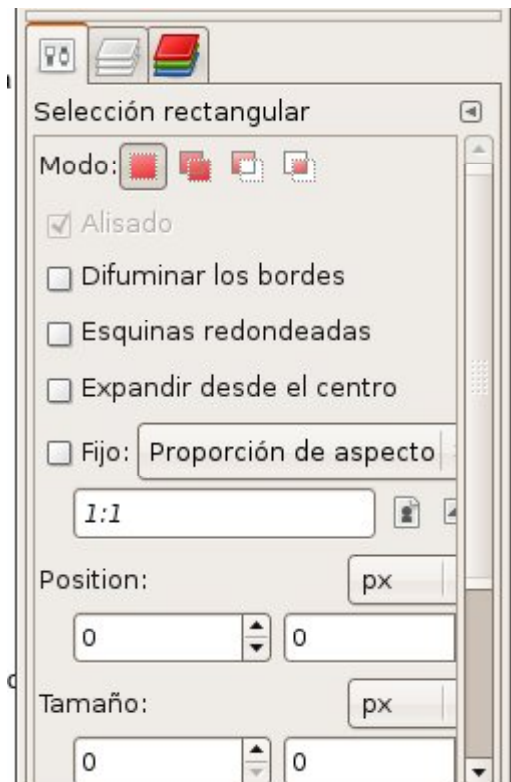 Selección rectangular
Modo:
Alisado
Difuminar los bordes
Esquinas redondeadas
Expandir desde el centro
Fijo: Proporción de aspecto
1:1
Position: px
0 0
Tamaño: px
0 0